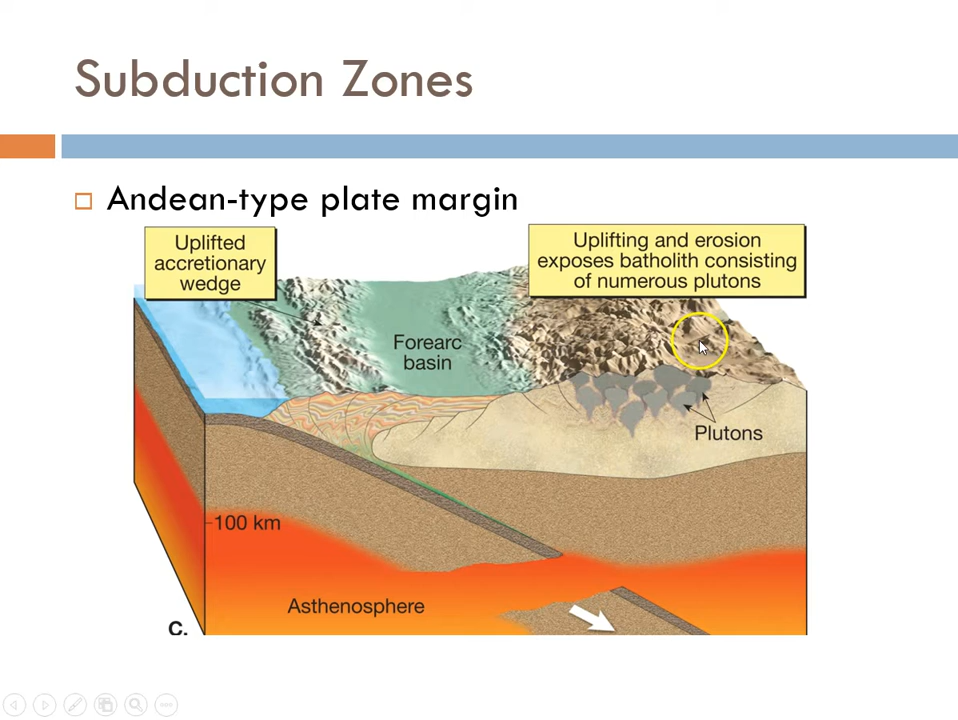 Subduction Zones
Andean-type plate margin
Uplifted
accretionary
wedge
Uplifting and erosion
exposes batholith consisting
of numerous plutons
Forearc
basin
Plutons
100 km
Asthenosphere
C.